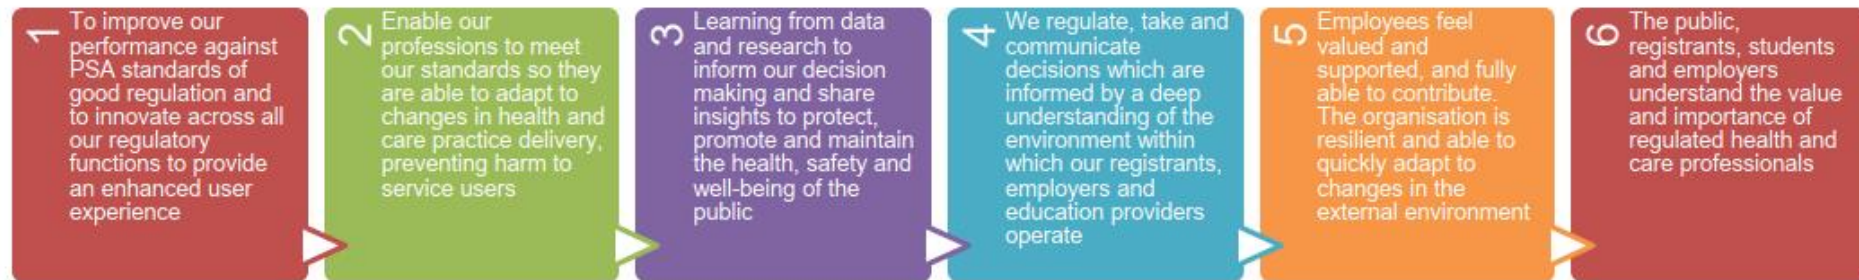 1
To improve our
performance against
PSA standards of
good regulation and
to innovate across all
our regulatory
functions to provide
an enhanced user
experience
2
Enable our
professions to meet
our standards so they
are able to adapt to
changes in health and
care practice delivery,
preventing harm to
service users
3
Learning from data
and research to
inform our decision
making and share
insights to protect,
promote and maintain
the health, safety and
well-being of the
public
4
We regulate, take and
communicate
decisions which are
informed by a deep
understanding of the
environment within
which our registrants,
employers and
education providers
operate
5
Employees feel
valued and
supported, and fully
able to contribute.
The organisation is
resilient and able to
quickly adapt to
changes in the
external environment
6
The public,
registrants, students
and employers
understand the value
and importance of
regulated health and
care professionals